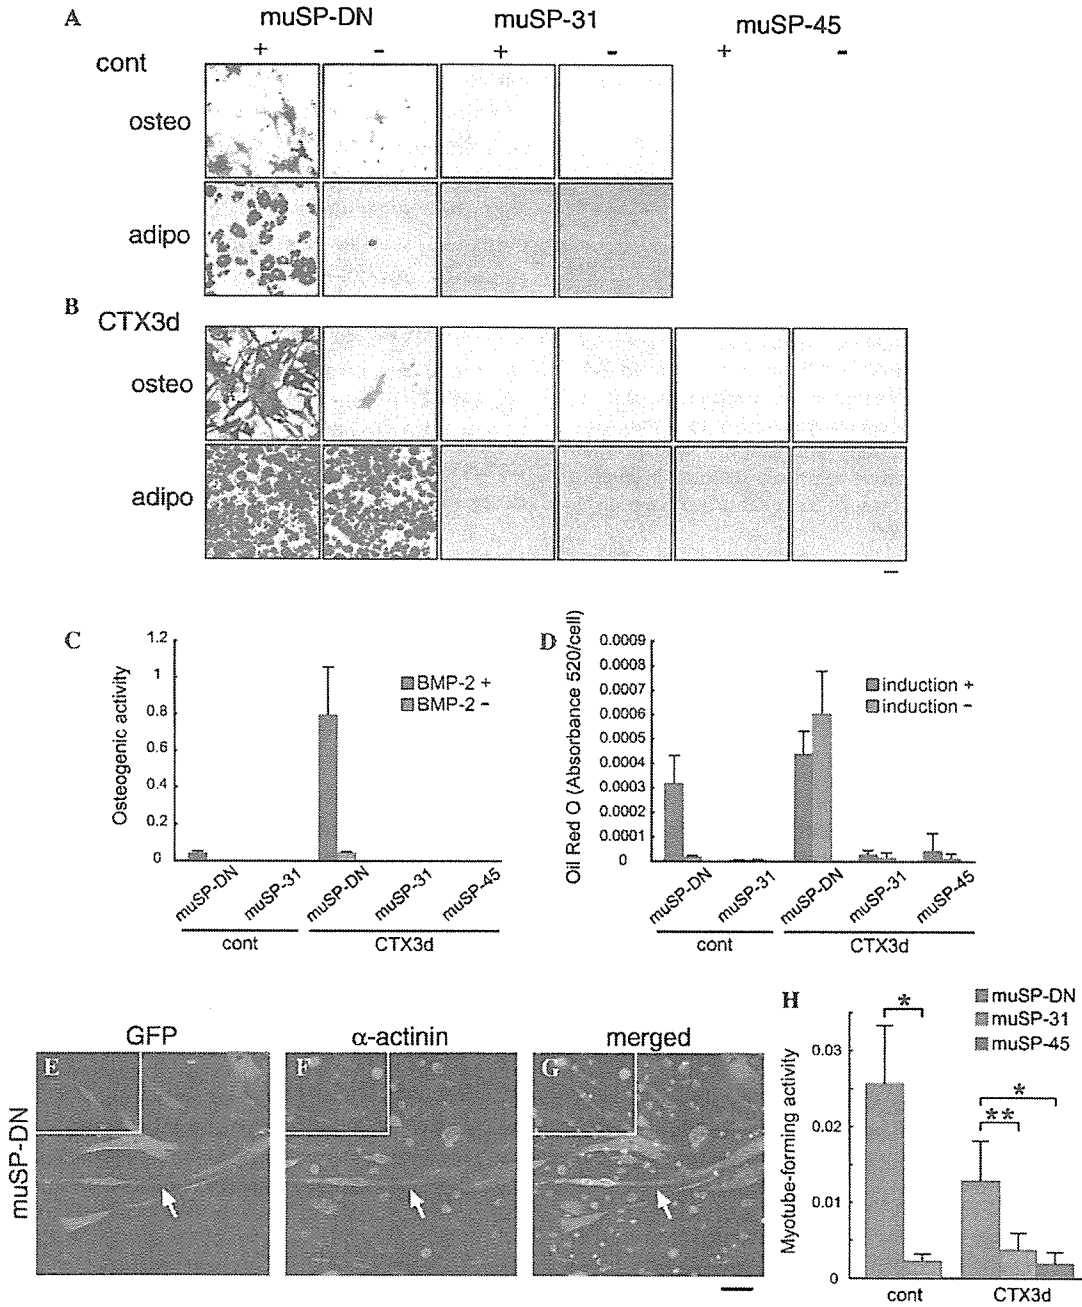 A
muSP-DN
muSP-31
muSP-45
+
-
+
-
+
-
cont
osteo
adipo
B
CTX3d
osteo
adipo
C
Osteogenic activity
1.2
1
0.8
0.6
0.4
0.2
0
BMP-2 +
BMP-2 -
muSP-DN
muSP-31
muSP-DN
muSP-31
muSP-45
cont
CTX3d
D
Oil Red O (Absorbance 520/cell)
0.0009
0.0008
0.0007
0.0006
0.0005
0.0004
0.0003
0.0002
0.0001
0
induction +
induction -
muSP-DN
muSP-31
muSP-DN
muSP-31
muSP-45
cont
CTX3d
muSP-DN
GFP
α-actinin
merged
E
F
G
H
Myotube-forming activity
muSP-DN
muSP-31
muSP-45
0.03
0.02
0.01
0
*
*
**
cont
CTX3d